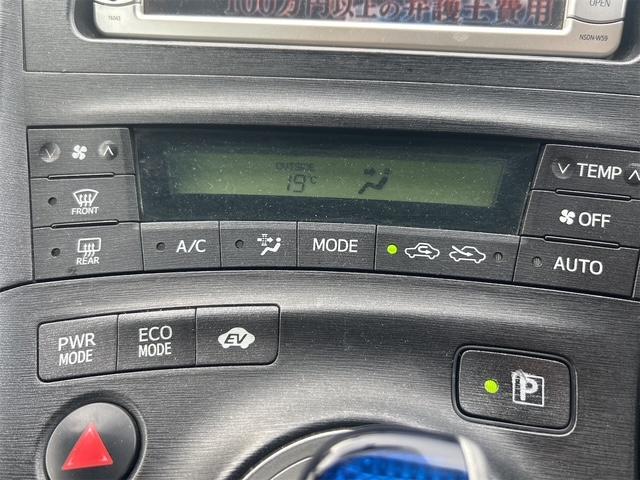 100万円以上の弁護士費用
OPEN
T6043
NSDN-W59
OUTSIDE
19°C
TEMP
FRONT
OFF
REAR
A/C
MODE
AUTO
PWR
MODE
ECO
MODE
EV
P